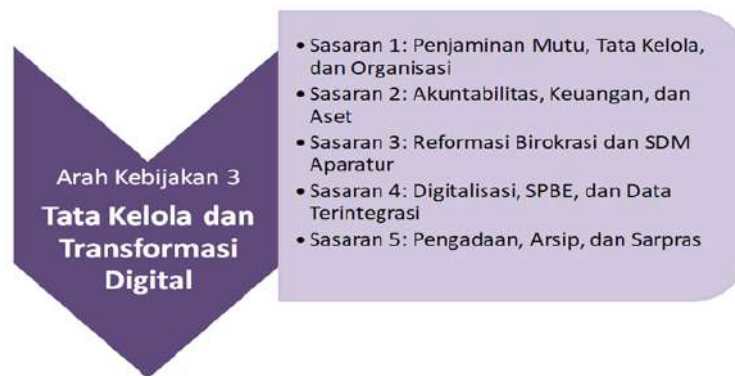 Arah Kebijakan 3
Tata Kelola dan
Transformasi
Digital
• Sasaran 1: Penjaminan Mutu, Tata Kelola,
dan Organisasi
• Sasaran 2: Akuntabilitas, Keuangan, dan
Aset
• Sasaran 3: Reformasi Birokrasi dan SDM
Aparatur
• Sasaran 4: Digitalisasi, SPBE, dan Data
Terintegrasi
• Sasaran 5: Pengadaan, Arsip, dan Sarpras